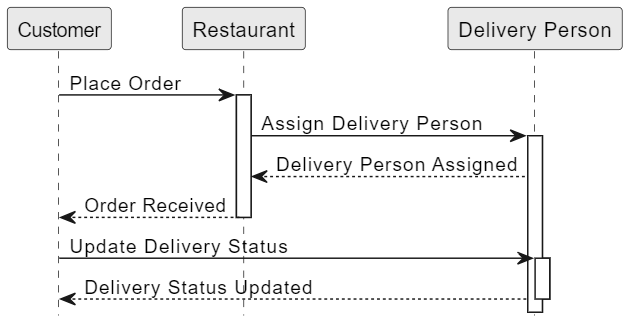 Customer
Restaurant
Delivery Person
Place Order
Assign Delivery Person
Delivery Person Assigned
Order Received
Update Delivery Status
Delivery Status Updated